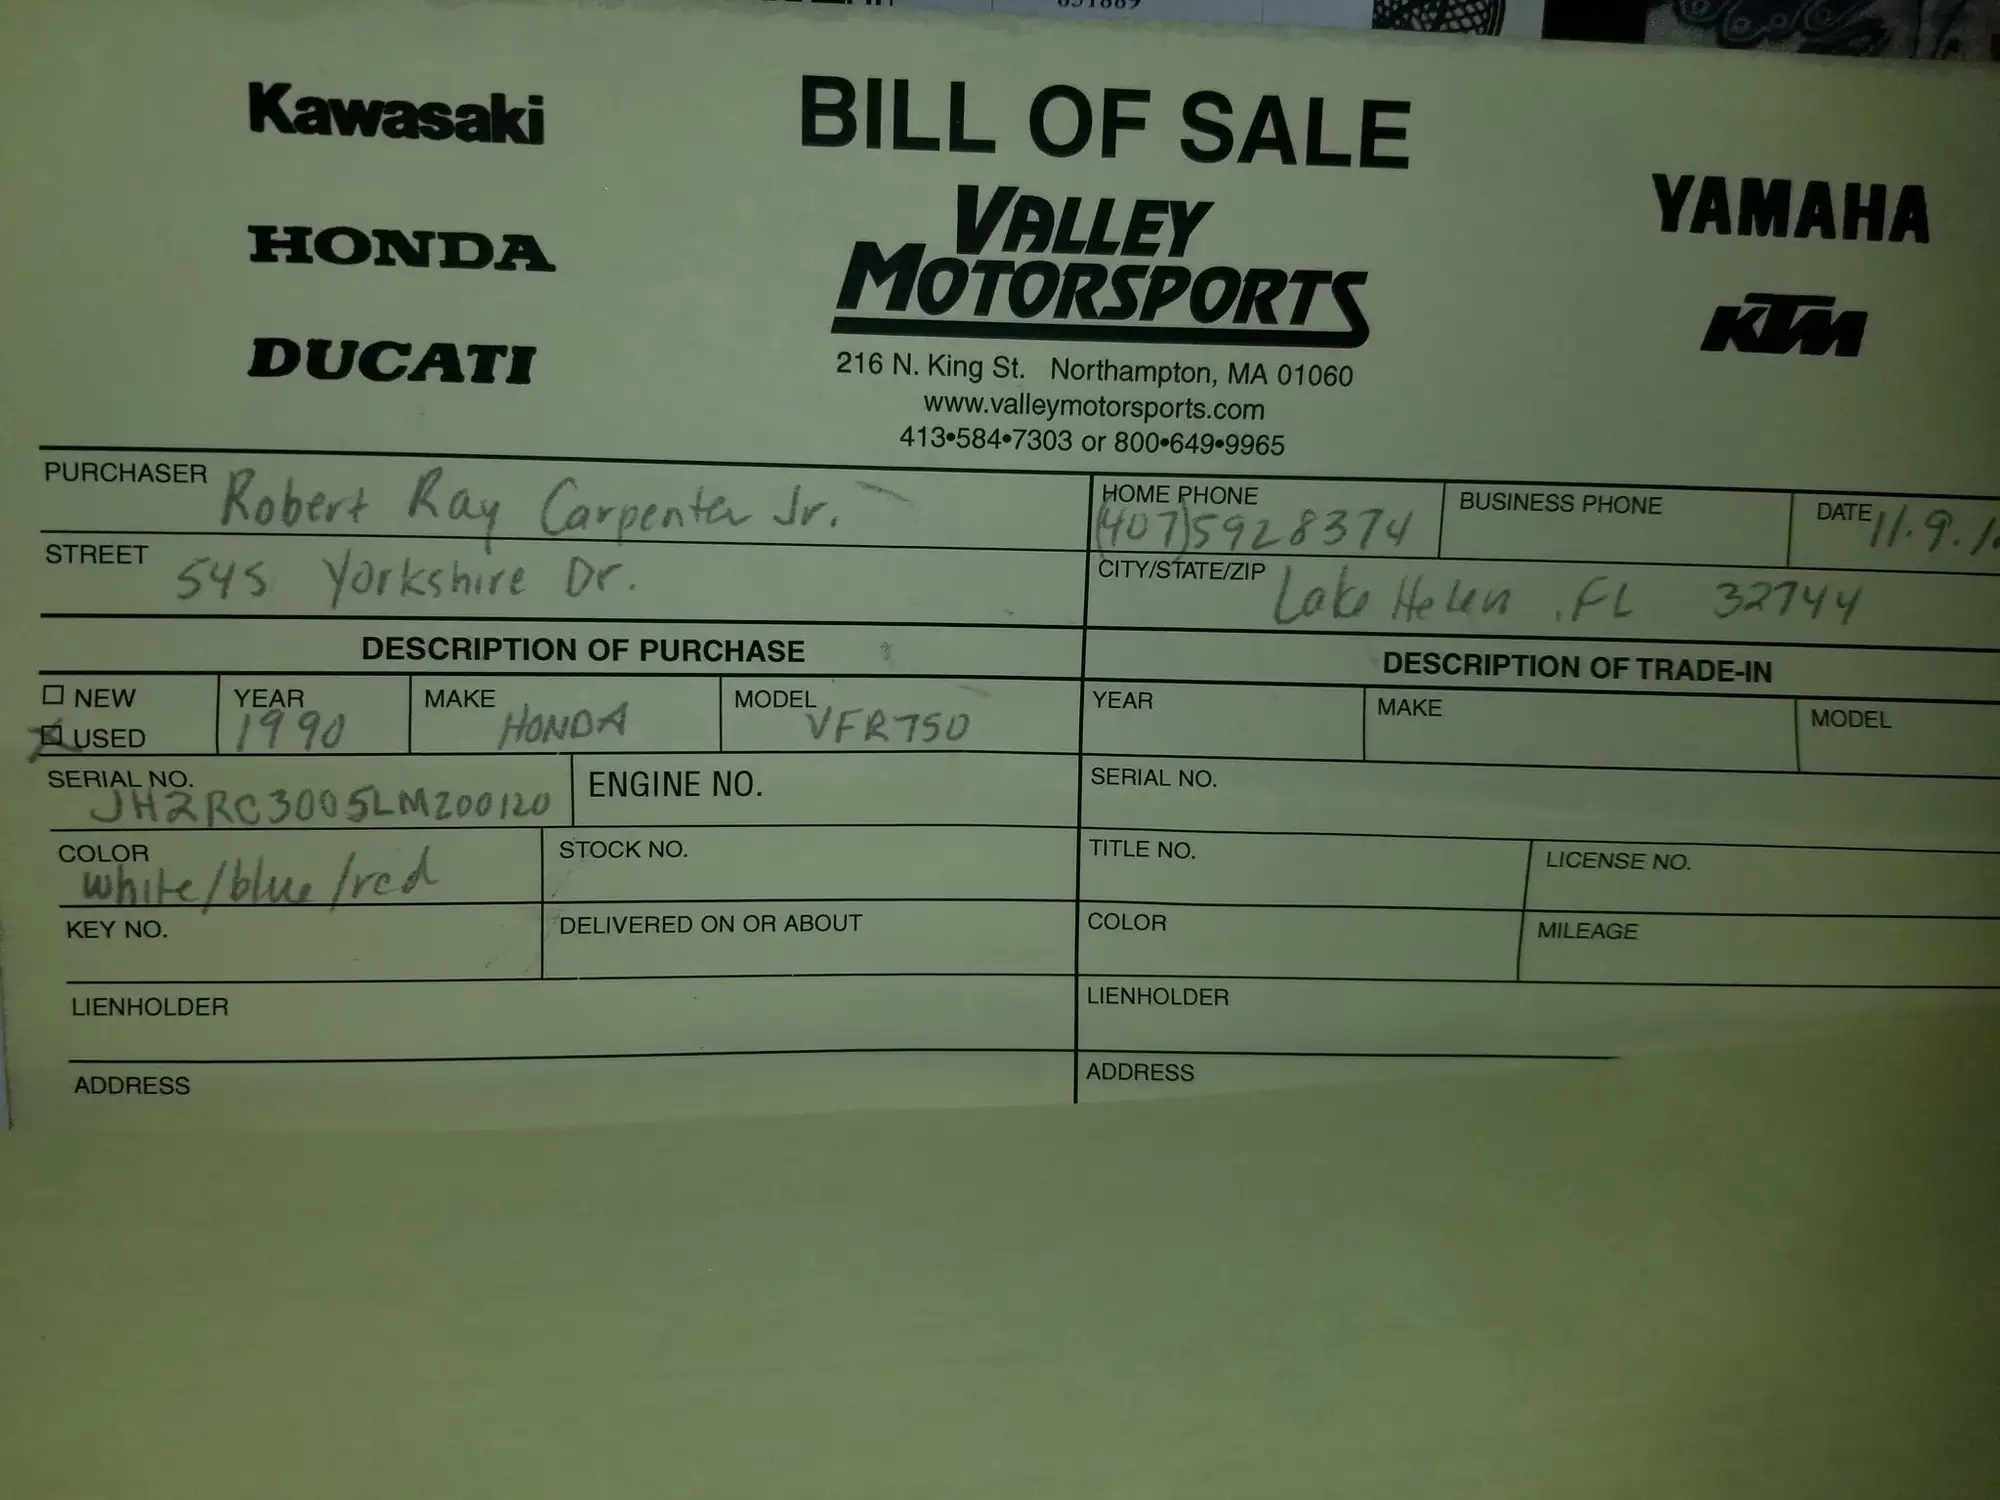 851889
BILL OF SALE
Kawasaki
HONDA
DUCATI
VALLEY
MOTORSPORTS
YAMAHA
KTM
216 N. King St. Northampton, MA 01060
www.valleymotorsports.com
413•584•7303 or 800•649•9965
PURCHASER Robert Ray Carpenter Jr.
HOME PHONE (407)5928374
BUSINESS PHONE
DATE 11.9.1
STREET 545 Yorkshire Dr.
CITY/STATE/ZIP Lake Helen .FL 32744
DESCRIPTION OF PURCHASE
DESCRIPTION OF TRADE-IN
NEW
USED
YEAR 1990
MAKE HONDA
MODEL VFR750
YEAR
MAKE
MODEL
SERIAL NO. JH2RC3005LM200120
ENGINE NO.
SERIAL NO.
COLOR white/blue/red
STOCK NO.
TITLE NO.
LICENSE NO.
KEY NO.
DELIVERED ON OR ABOUT
COLOR
MILEAGE
LIENHOLDER
LIENHOLDER
ADDRESS
ADDRESS